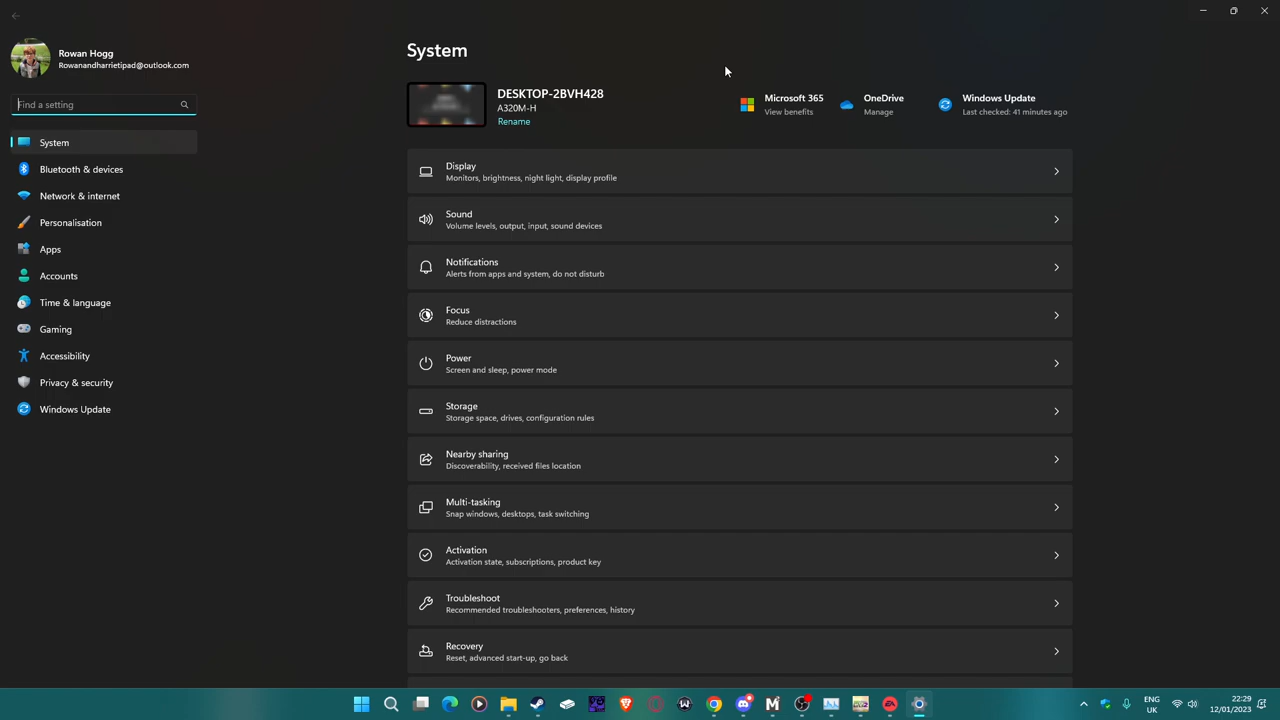 Rowan Hogg
Rowanandharrietipad@outlook.com
Find a setting
System
Bluetooth & devices
Network & internet
Personalisation
Apps
Accounts
Time & language
Gaming
Accessibility
Privacy & security
Windows Update
System
DESKTOP-2BVH428
A320M-H
Rename
Microsoft 365
View benefits
OneDrive
Manage
Windows Update
Last checked: 41 minutes ago
Display
Monitors, brightness, night light, display profile
Sound
Volume levels, output, input, sound devices
Notifications
Alerts from apps and system, do not disturb
Focus
Reduce distractions
Power
Screen and sleep, power mode
Storage
Storage space, drives, configuration rules
Nearby sharing
Discoverability, received files location
Multi-tasking
Snap windows, desktops, task switching
Activation
Activation state, subscriptions, product key
Troubleshoot
Recommended troubleshooters, preferences, history
Recovery
Reset, advanced start-up, go back
ENG
UK
22:29
12/01/2023